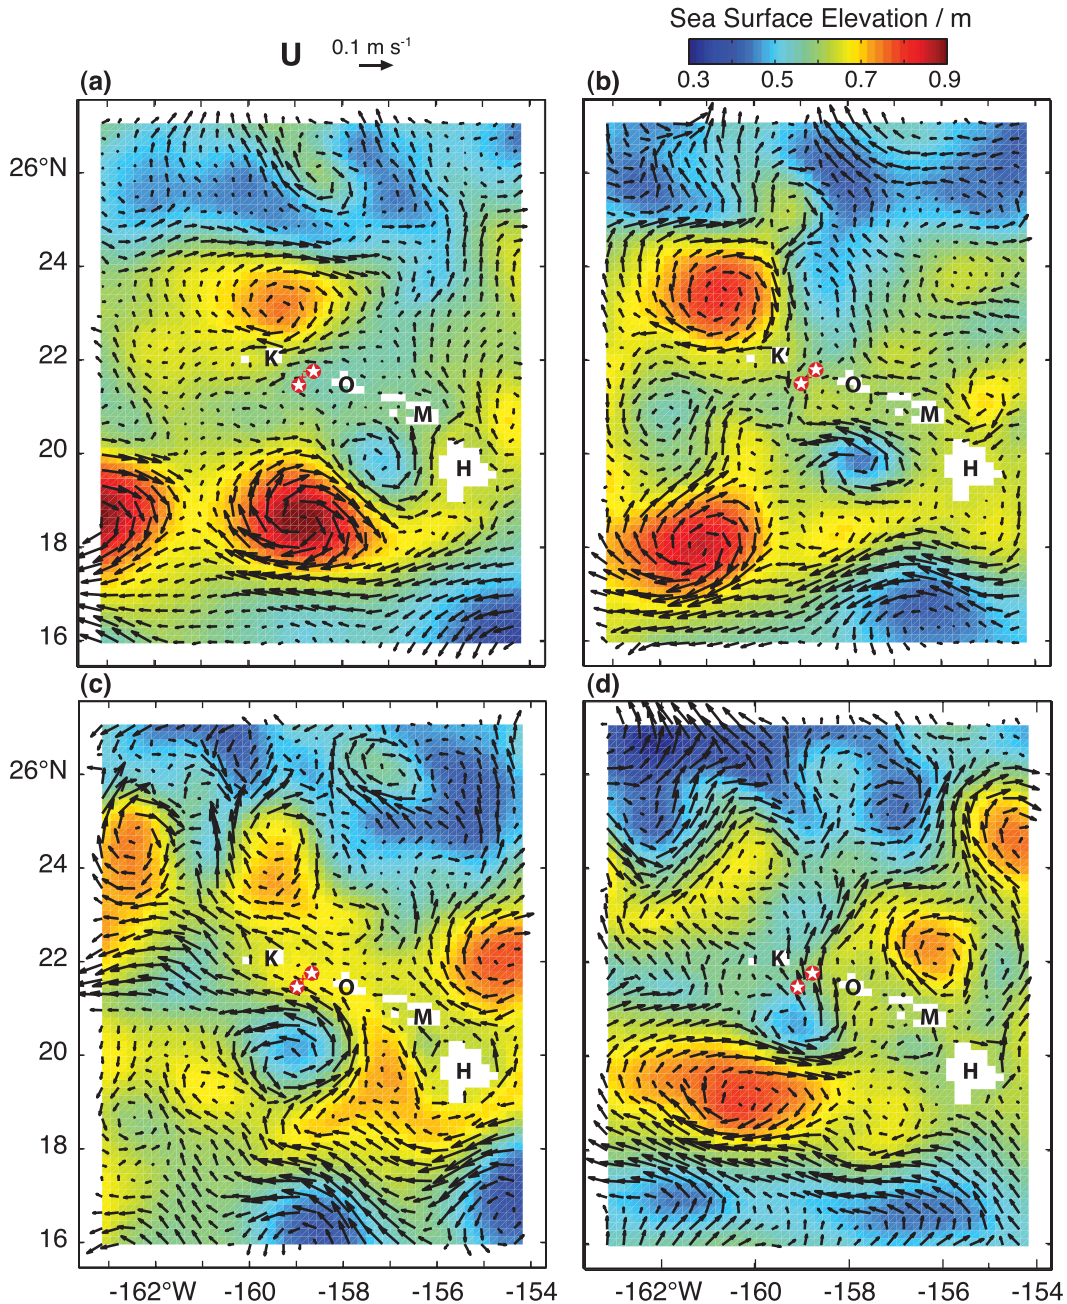 Sea Surface Elevation / m
U 0.1 m s⁻¹
0.3 0.5 0.7 0.9
(a) (b)
26°N
24
22
20
18
16
K O M H
K O M H
(c) (d)
26°N
24
22
20
18
16
K O M H
K O M H
-162°W -160 -158 -156 -154 -162°W -160 -158 -156 -154